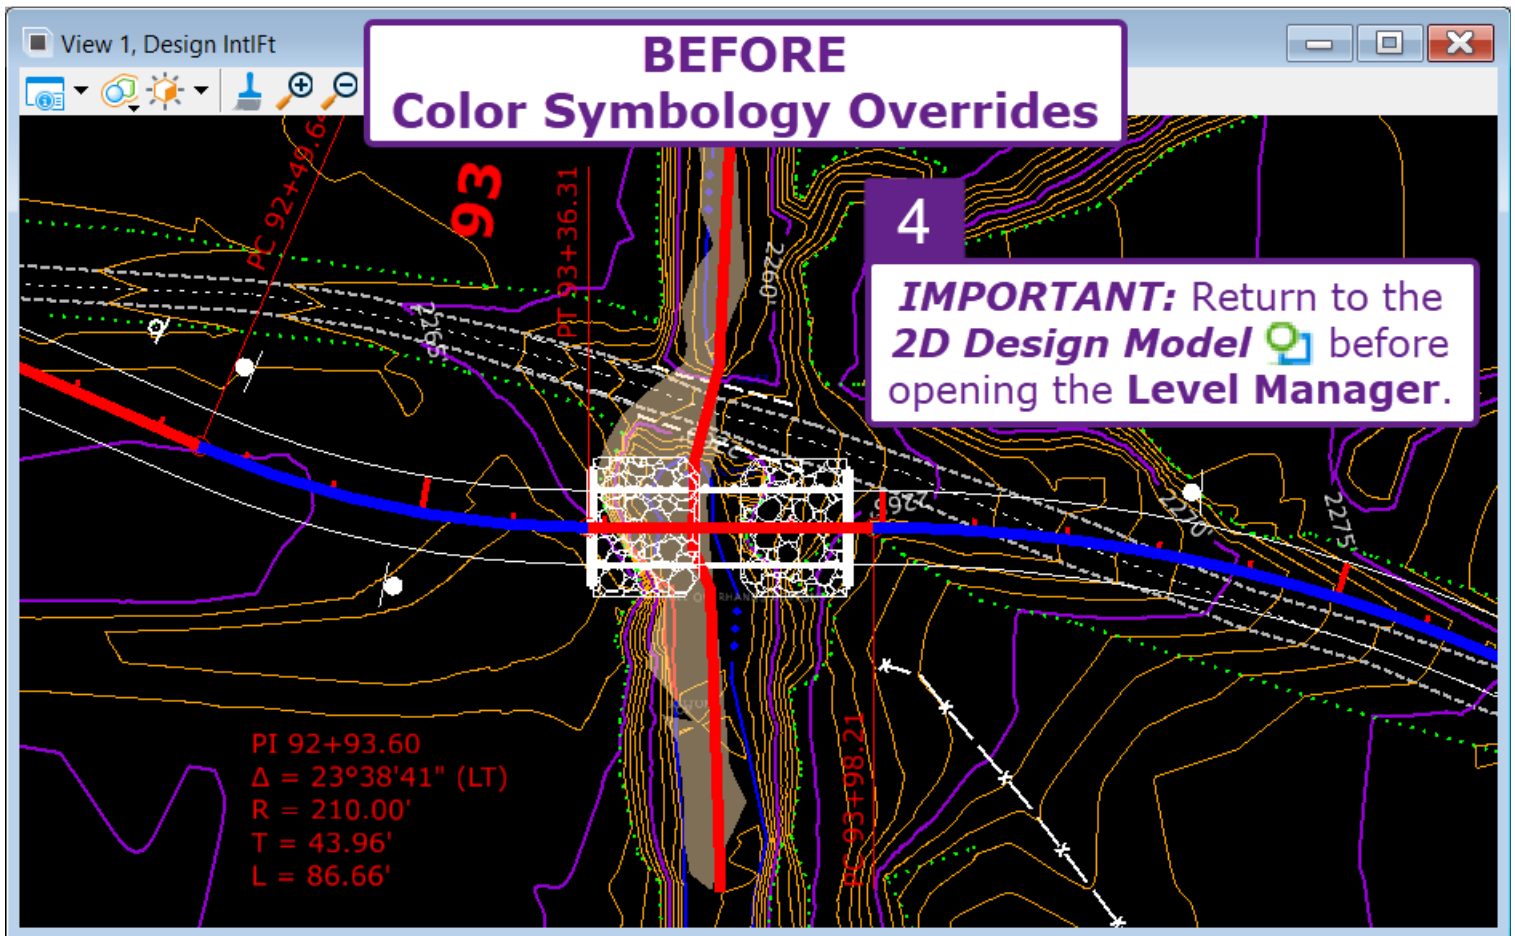 View 1, Design IntlFt
BEFORE
Color Symbology Overrides
4
IMPORTANT: Return to the
2D Design Model before
opening the Level Manager.
PC 92+49.64
93
PT 93+36.31
2260'
2265'
2265
2270'
2275'
PC 93+98.21
PI 92+93.60
Δ = 23°38'41" (LT)
R = 210.00'
T = 43.96'
L = 86.66'